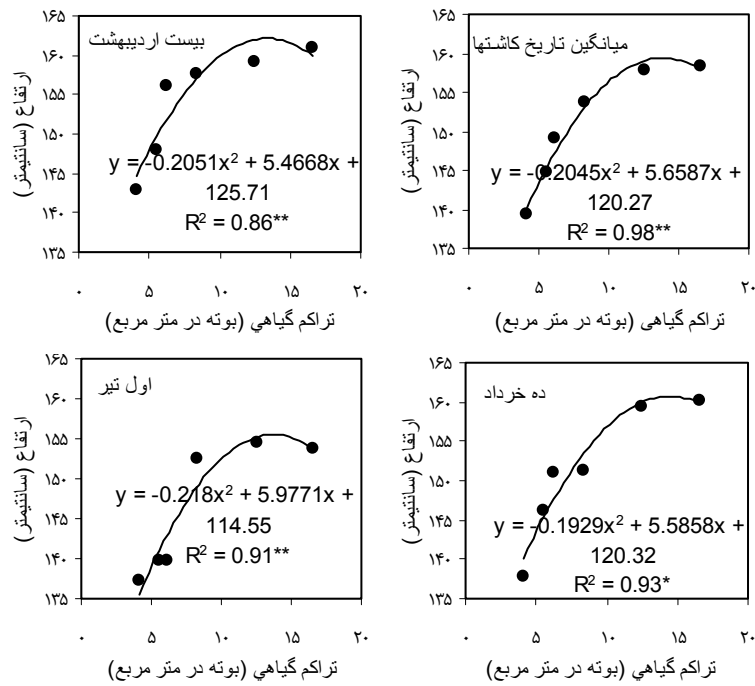 بیست اردیبهشت
ارتفاع (سانتیمتر)
۱۶۵
۱۶۰
۱۵۵
۱۵۰
۱۴۵
۱۴۰
۱۳۵
y = -0.2051x² + 5.4668x +
125.71
R² = 0.86**
۰ ۵ ۱۰ ۱۵ ۲۰
تراکم گیاهي (بوته در متر مربع)
میانگین تاریخ کاشتها
ارتفاع (سانتیمتر)
۱۶۵
۱۶۰
۱۵۵
۱۵۰
۱۴۵
۱۴۰
۱۳۵
y = -0.2045x² + 5.6587x +
120.27
R² = 0.98**
۰ ۵ ۱۰ ۱۵ ۲۰
تراکم گیاهی (بوته در متر مربع)
اول تیر
ارتفاع (سانتیمتر)
۱۶۵
۱۶۰
۱۵۵
۱۵۰
۱۴۵
۱۴۰
۱۳۵
y = -0.218x² + 5.9771x +
114.55
R² = 0.91**
۰ ۵ ۱۰ ۱۵ ۲۰
تراکم گیاهي (بوته در متر مربع)
ده خرداد
ارتفاع (سانتیمتر)
۱۶۵
۱۶۰
۱۵۵
۱۵۰
۱۴۵
۱۴۰
۱۳۵
y = -0.1929x² + 5.5858x +
120.32
R² = 0.93*
۰ ۵ ۱۰ ۱۵ ۲۰
تراکم گیاهي (بوته در متر مربع)